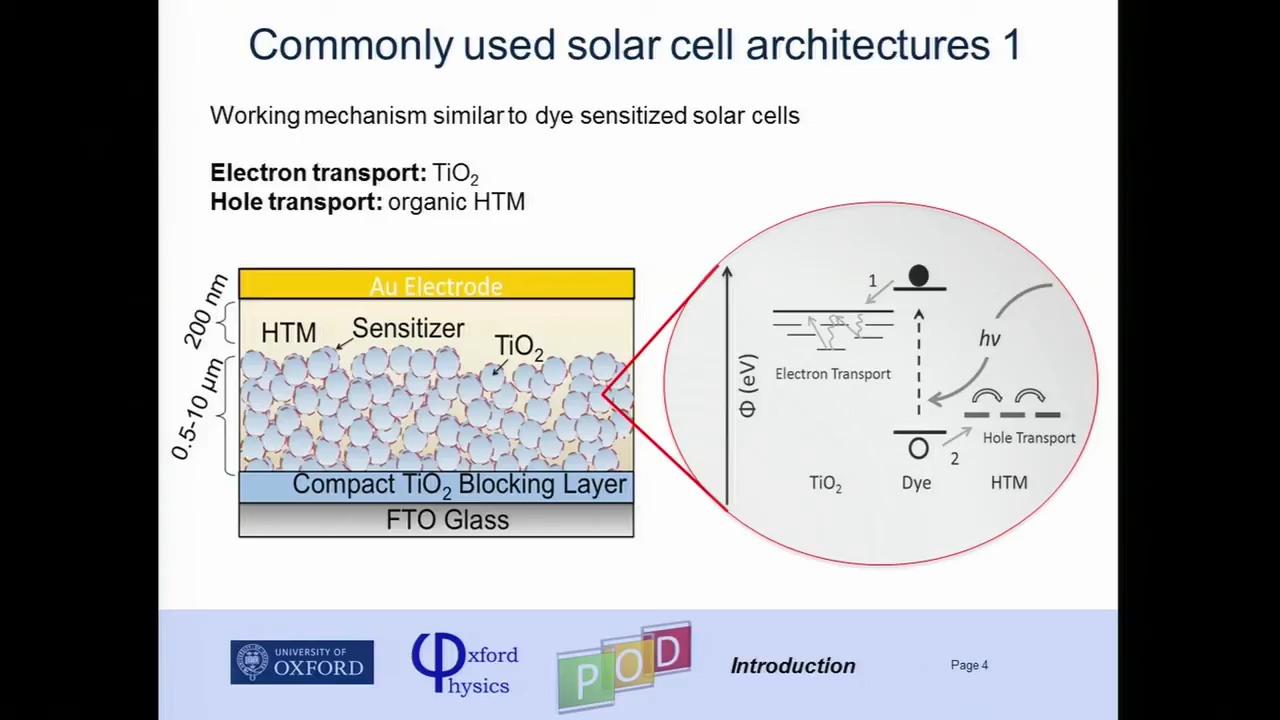 Commonly used solar cell architectures 1
Working mechanism similar to dye sensitized solar cells
Electron transport: TiO₂
Hole transport: organic HTM
200 nm
0.5-10 µm
Au Electrode
HTM
Sensitizer
TiO₂
Compact TiO₂ Blocking Layer
FTO Glass
Φ (eV)
1
hν
Electron Transport
Hole Transport
2
TiO₂ Dye HTM
UNIVERSITY OF
OXFORD
φxford
hysics
POD
Introduction
Page 4